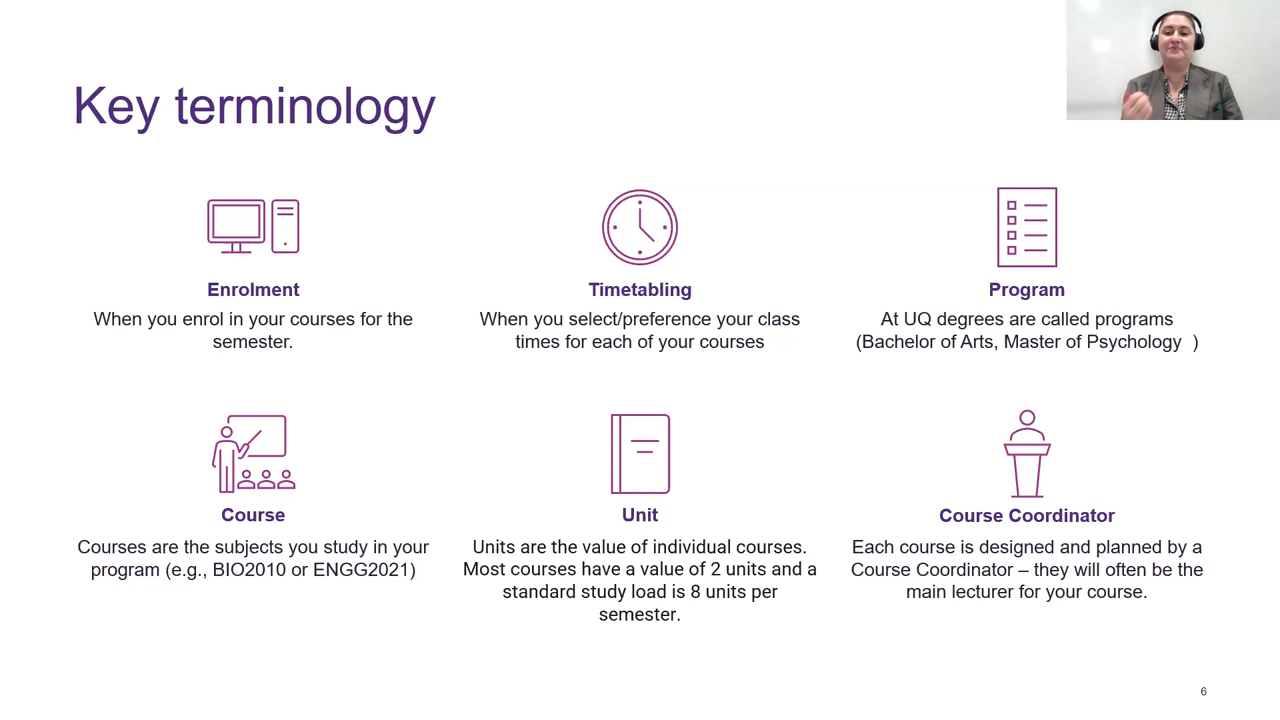 Key terminology
Enrolment
When you enrol in your courses for the
semester.
Timetabling
When you select/preference your class
times for each of your courses
Program
At UQ degrees are called programs
(Bachelor of Arts, Master of Psychology  )
Course
Courses are the subjects you study in your
program (e.g., BIO2010 or ENGG2021)
Unit
Units are the value of individual courses.
Most courses have a value of 2 units and a
standard study load is 8 units per
semester.
Course Coordinator
Each course is designed and planned by a
Course Coordinator – they will often be the
main lecturer for your course.
6